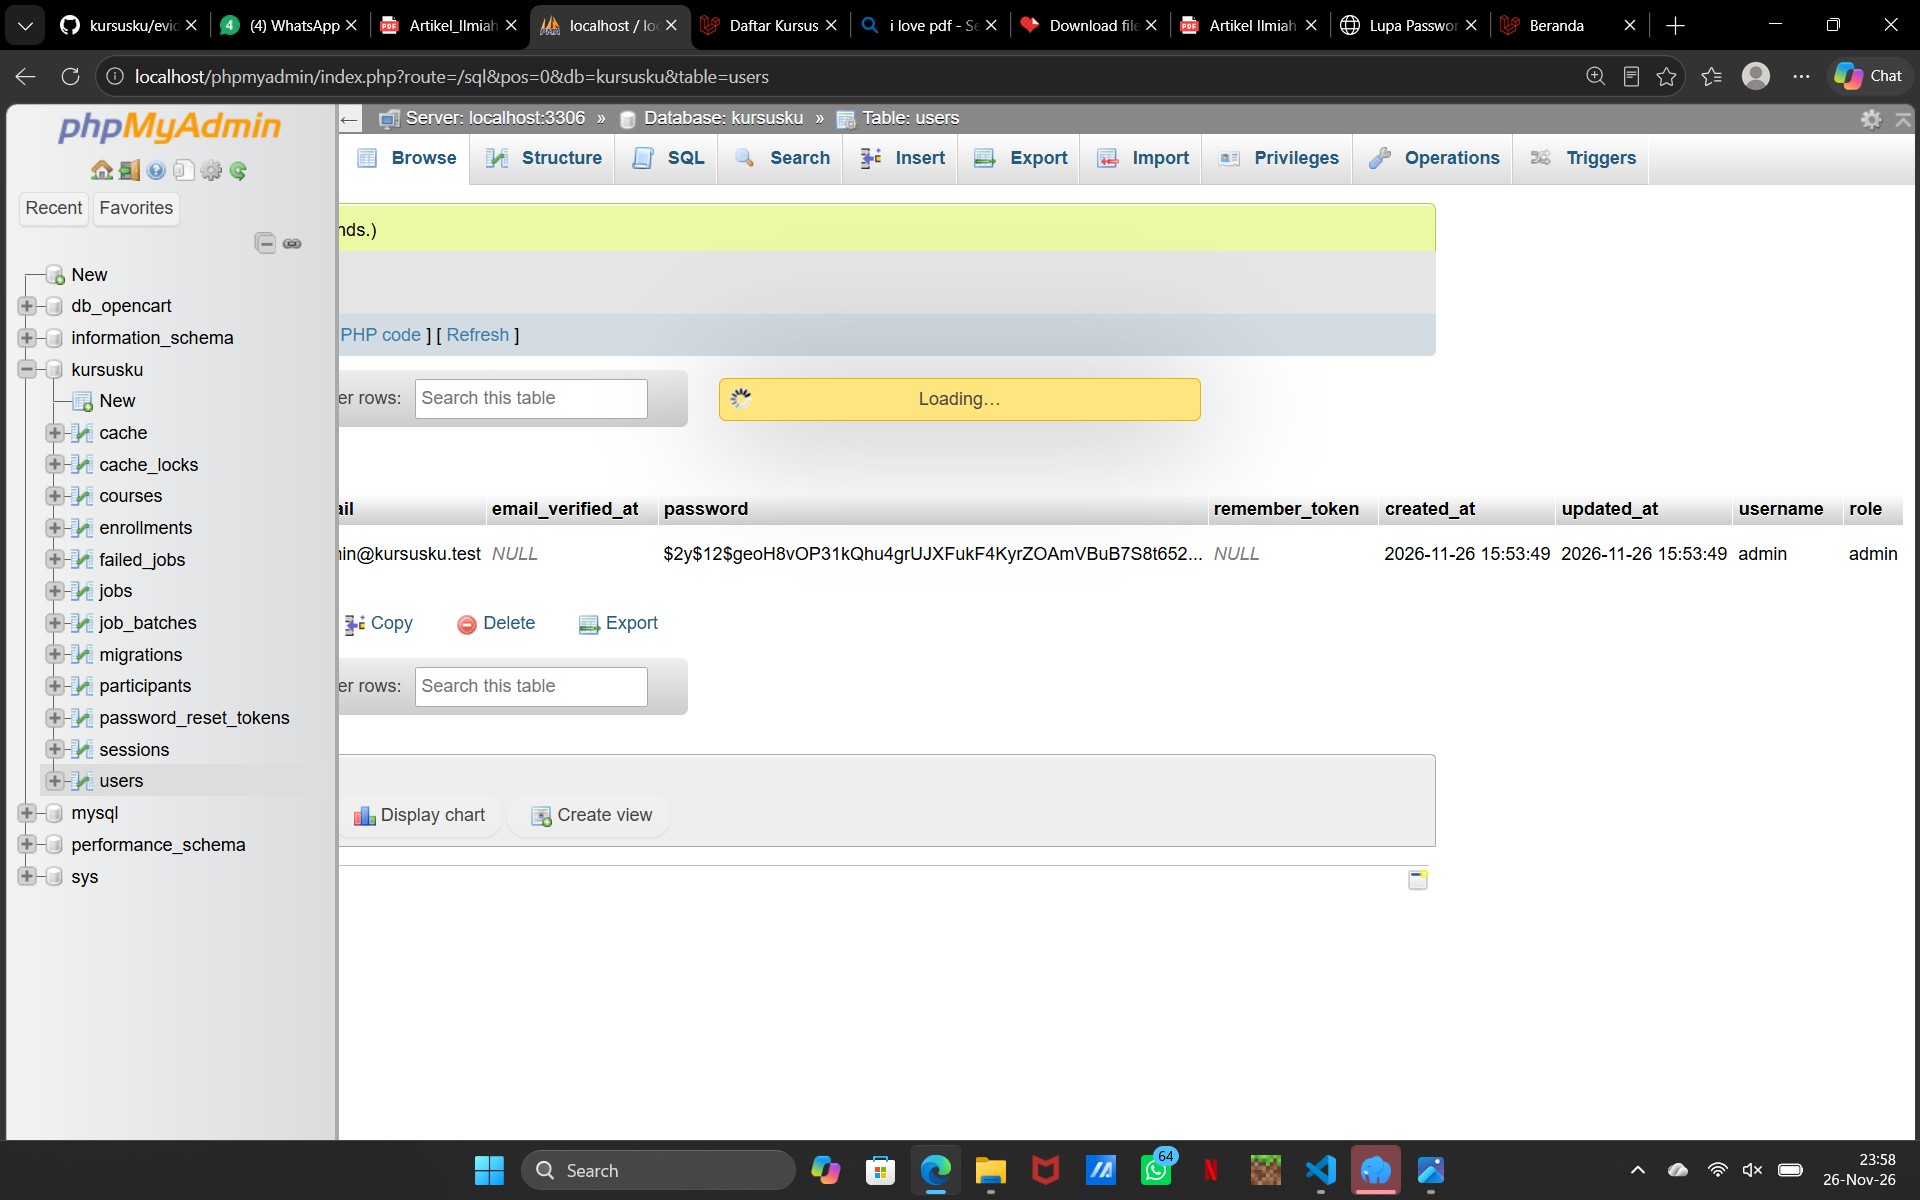 kursusku/evid
(4) WhatsApp
Artikel_Ilmiah
localhost / loc
Daftar Kursus
i love pdf - Se
Download file
Artikel Ilmiah
Lupa Passwor
Beranda
localhost/phpmyadmin/index.php?route=/sql&pos=0&db=kursusku&table=users
Chat
phpMyAdmin
Recent
Favorites
New
db_opencart
information_schema
kursusku
New
cache
cache_locks
courses
enrollments
failed_jobs
jobs
job_batches
migrations
participants
password_reset_tokens
sessions
users
mysql
performance_schema
sys
Server: localhost:3306 » Database: kursusku » Table: users
Browse
Structure
SQL
Search
Insert
Export
Import
Privileges
Operations
Triggers
nds.)
PHP code ] [ Refresh ]
er rows: Search this table
Loading…
ail email_verified_at password remember_token created_at updated_at username role
nin@kursusku.test NULL $2y$12$geoH8vOP31kQhu4grUJXFukF4KyrZOAmVBuB7S8t652... NULL 2026-11-26 15:53:49 2026-11-26 15:53:49 admin admin
Copy Delete Export
er rows: Search this table
Display chart Create view
Search
64
23:58
26-Nov-26